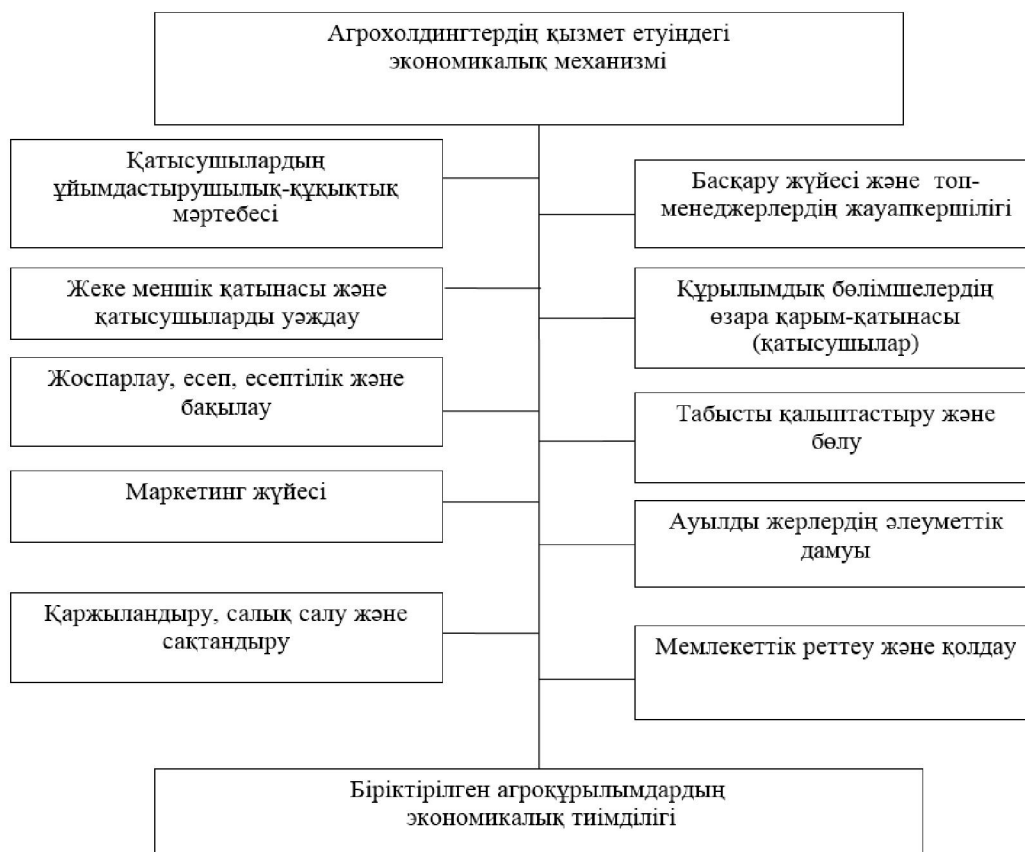 Агрохолдингтердің қызмет етуіндегі
экономикалық механизмі
Қатысушылардың
ұйымдастырушылық-құқықтық
мәртебесі
Басқару жүйесі және топ-
менеджерлердің жауапкершілігі
Жеке меншік қатынасы және
қатысушыларды уәждау
Құрылымдық бөлімшелердің
өзара қарым-қатынасы
(қатысушылар)
Жоспарлау, есеп, есептілік және
бақылау
Табысты қалыптастыру және
бөлу
Маркетинг жүйесі
Ауылды жерлердің әлеуметтік
дамуы
Қаржыландыру, салық салу және
сақтандыру
Мемлекеттік реттеу және қолдау
Біріктірілген агроқұрылымдардың
экономикалық тиімділігі